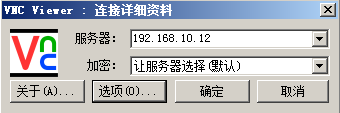 VNC Viewer : 连接详细资料
VNC
服务器: 192.168.10.12
加密: 让服务器选择(默认)
关于(A)... 选项(O)... 确定 取消